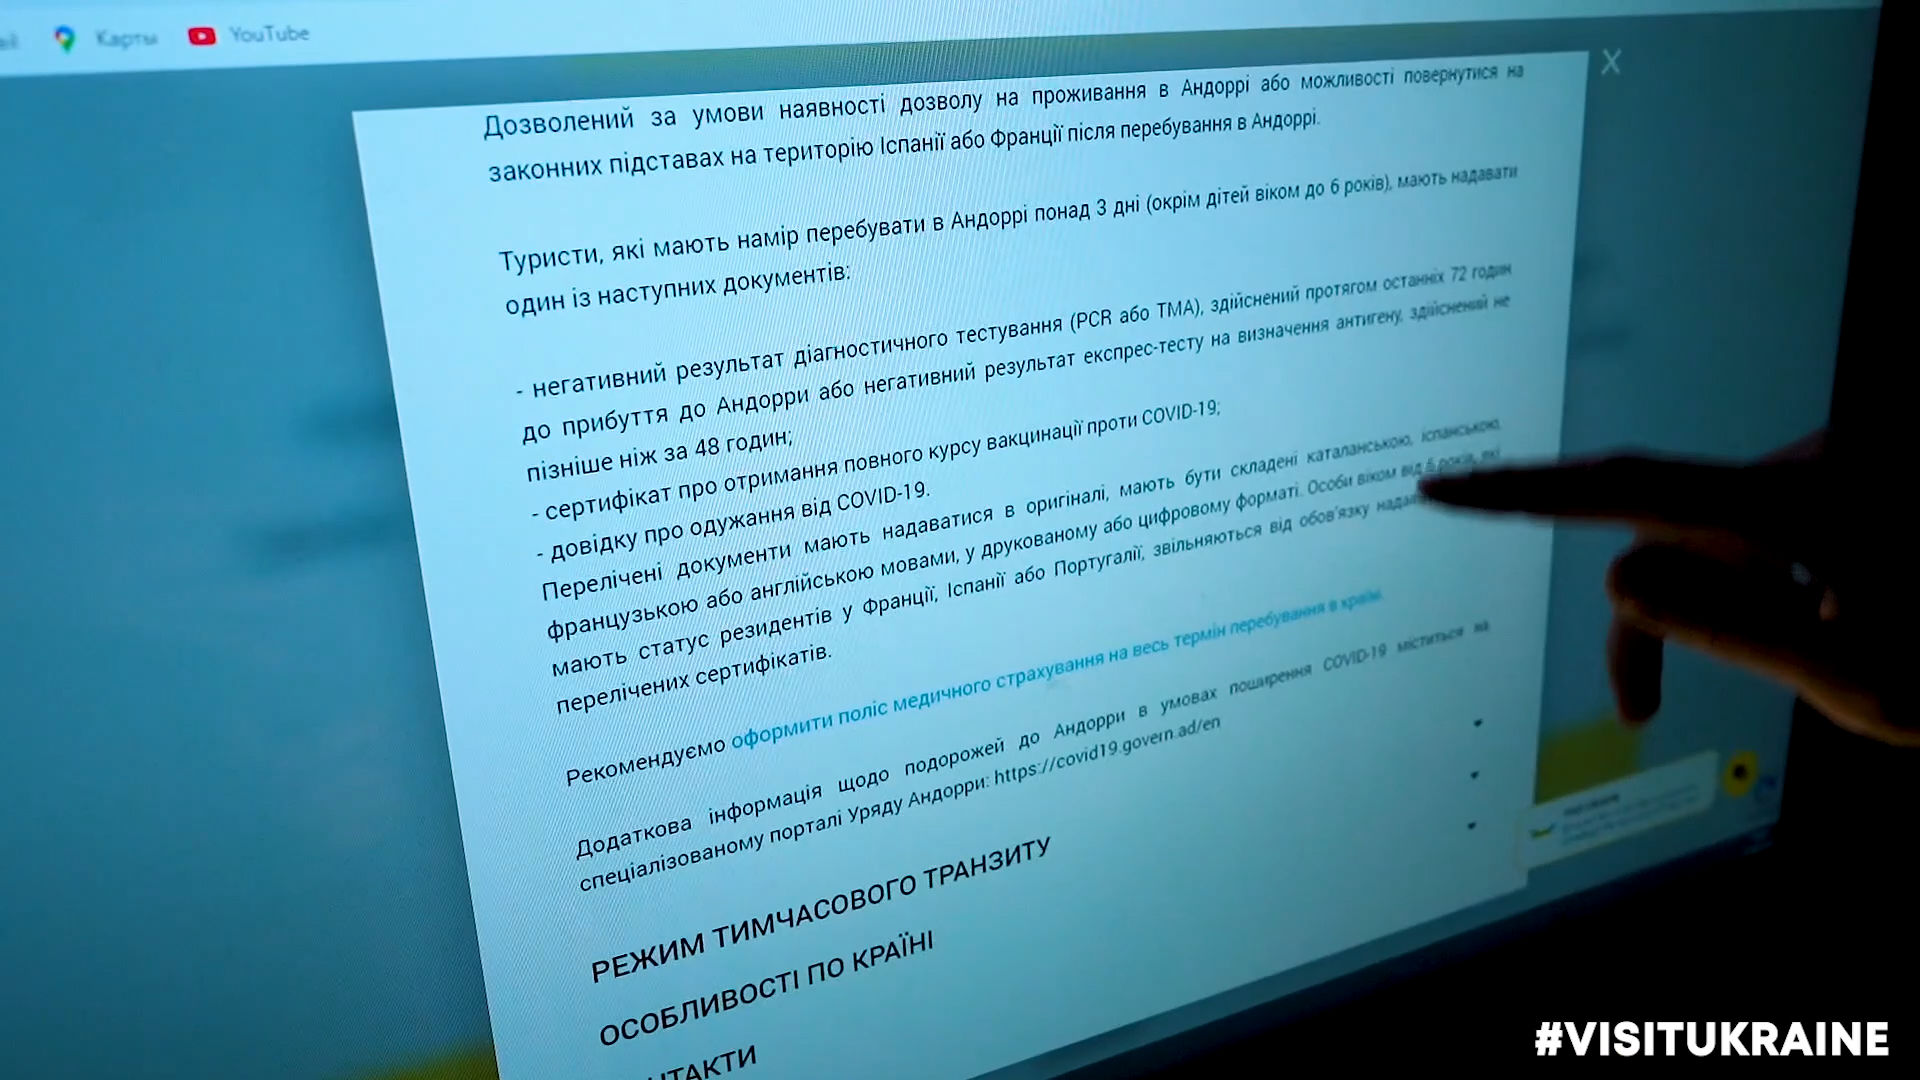 Карты
YouTube
X
Дозволений за умови наявності дозволу на проживання в Андоррі або можливості повернутися на
законних підставах на територію Іспанії або Франції після перебування в Андоррі.
Туристи, які мають намір перебувати в Андоррі понад 3 дні (окрім дітей віком до 6 років), мають надавати
один із наступних документів:
- негативний результат діагностичного тестування (PCR або TMA), здійснений протягом останніх 72 годин
до прибуття до Андорри або негативний результат експрес-тесту на визначення антигену, здійснений не
пізніше ніж за 48 годин;
- сертифікат про отримання повного курсу вакцинації проти COVID-19;
- довідку про одужання від COVID-19.
Перелічені документи мають надаватися в оригіналі, мають бути складені каталанською, іспанською,
французькою або англійською мовами, у друкованому або цифровому форматі. Особи віком від 6 років, які
мають статус резидентів у Франції, Іспанії або Португалії, звільняються від обов'язку
перелічених сертифікатів.
Рекомендуємо оформити поліс медичного страхування на весь термін перебування в країні.
Додаткова інформація щодо подорожей до Андорри в умовах поширення COVID-19 міститься на
спеціалізованому порталі Уряду Андорри: https://covid19.govern.ad/en
РЕЖИМ ТИМЧАСОВОГО ТРАНЗИТУ
ОСОБЛИВОСТІ ПО КРАЇНІ
#VISITUKRAINE